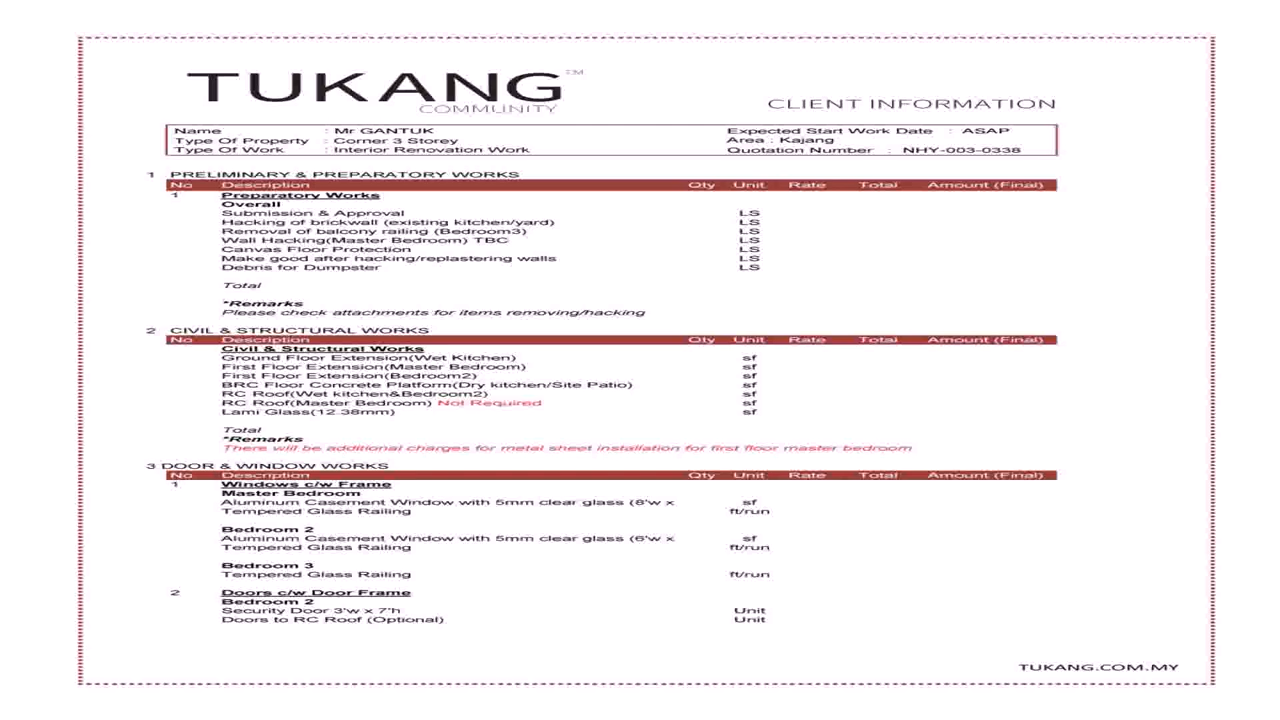 TUKANG™
COMMUNITY
CLIENT INFORMATION
Name : Mr GANTUK Expected Start Work Date : ASAP
Type Of Property : Corner 3 Storey Area : Kajang
Type Of Work : Interior Renovation Work Quotation Number : NHY-003-0338
1 PRELIMINARY & PREPARATORY WORKS
No Description Qty Unit Rate Total Amount (Final)
1 Preparatory Works
Overall
Submission & Approval LS
Hacking of brickwall (existing kitchen/yard) LS
Removal of balcony railing (Bedroom3) LS
Wall Hacking(Master Bedroom) TBC LS
Canvas Floor Protection LS
Make good after hacking/replastering walls LS
Debris for Dumpster LS
Total
*Remarks
Please check attachments for items removing/hacking
2 CIVIL & STRUCTURAL WORKS
No Description Qty Unit Rate Total Amount (Final)
Civil & Structural Works
Ground Floor Extension(Wet Kitchen) sf
First Floor Extension(Master Bedroom) sf
First Floor Extension(Bedroom2) sf
BRC Floor Concrete Platform(Dry kitchen/Site Patio) sf
RC Roof(Wet kitchen&Bedroom2) sf
RC Roof(Master Bedroom) Not Required sf
Lami Glass(12.38mm) sf
Total
*Remarks
There will be additional charges for metal sheet installation for first floor master bedroom
3 DOOR & WINDOW WORKS
No Description Qty Unit Rate Total Amount (Final)
1 Windows c/w Frame
Master Bedroom
Aluminum Casement Window with 5mm clear glass (8'w x sf
Tempered Glass Railing ft/run
Bedroom 2
Aluminum Casement Window with 5mm clear glass (6'w x sf
Tempered Glass Railing ft/run
Bedroom 3
Tempered Glass Railing ft/run
2 Doors c/w Door Frame
Bedroom 2
Security Door 3'w x 7'h Unit
Doors to RC Roof (Optional) Unit
TUKANG.COM.MY